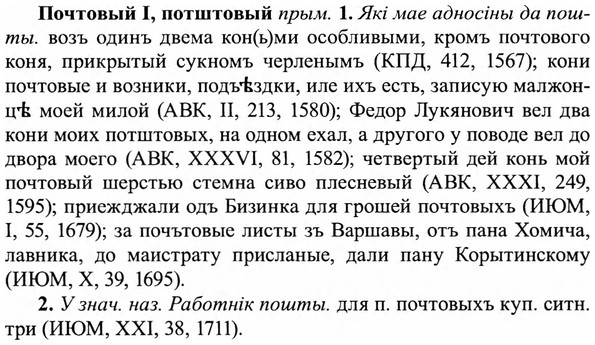 Почтовый I, потштовый прым. 1. Які мае адносіны да пош-
ты. возъ одинъ двема кон(ь)ми особливыми, кромъ почтового
коня, прикрытый сукномъ черленымъ (КПД, 412, 1567); кони
почтовые и возники, подъѣздки, иле ихъ есть, записую малжон-
цѣ моей милой (АВК, II, 213, 1580); Федор Лукянович вел два
кони моих потштовых, на одном ехал, а другого у поводе вел до
двора моего (АВК, XXXVI, 81, 1582); четвертый дей конь мой
почтовый шерстью стемна сиво плесневый (АВК, XXXI, 249,
1595); приежджали одъ Бизинка для грошей почтовыхъ (ИЮМ,
I, 55, 1679); за почътовые листы зъ Варшавы, отъ пана Хомича,
лавника, до маистрату присланые, дали пану Корытинскому
(ИЮМ, X, 39, 1695).
2. У знач. наз. Работнік пошты. для п. почтовыхъ куп. ситн.
три (ИЮМ, XXI, 38, 1711).